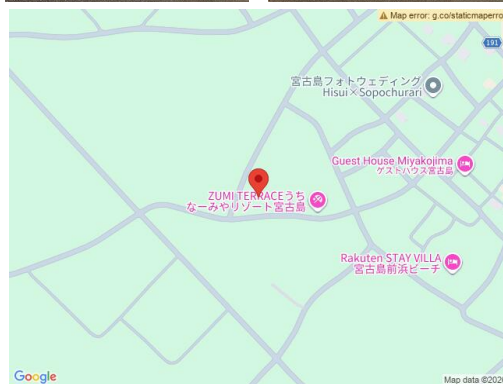 Map error: g.co/staticmaperro
191
宮古島フォトウェディング
Hisui×Sopochurari
Guest House Miyakojima
ゲストハウス宮古島
ZUMI TERRACEうち
なーみやリゾート宮古島
Rakuten STAY VILLA
宮古島前浜ビーチ
Google
Map data ©202